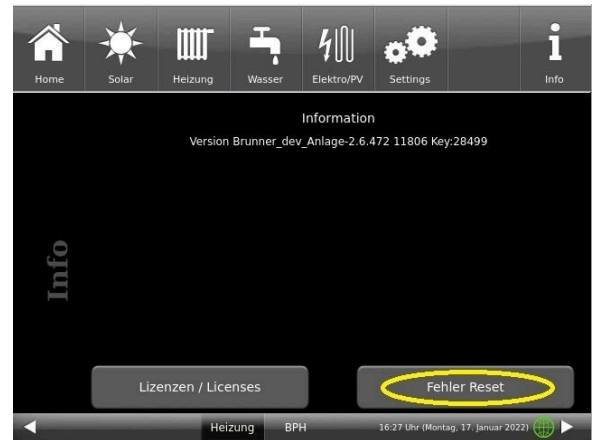 Home Solar Heizung Wasser Elektro/PV Settings Info
Information
Version Brunner_dev_Anlage-2.6.472 11806 Key:28499
Info
Lizenzen / Licenses Fehler Reset
Heizung BPH 16:27 Uhr (Montag, 17. Januar 2022)